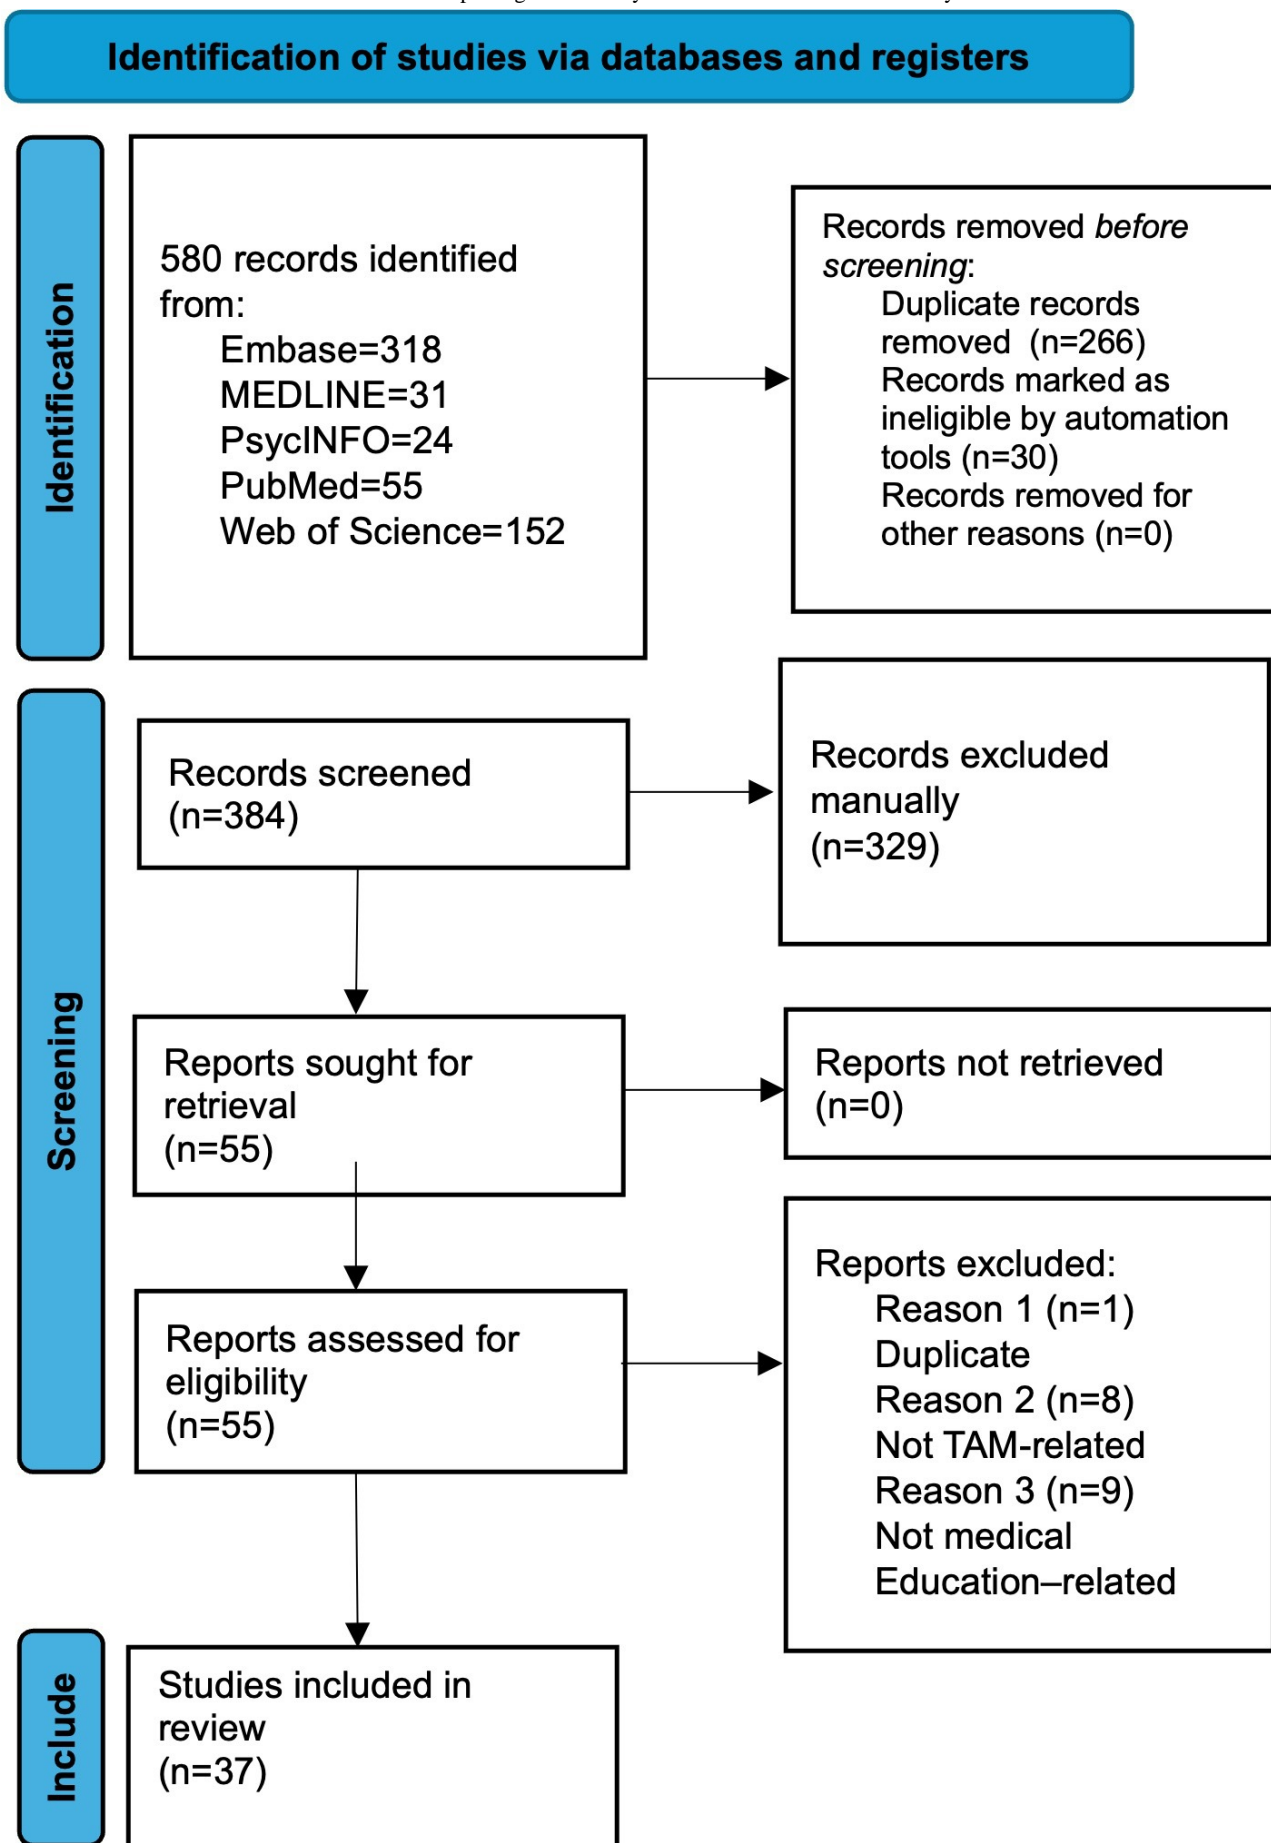 Identification of studies via databases and registers
Identification
580 records identified
from:
Embase=318
MEDLINE=31
PsycINFO=24
PubMed=55
Web of Science=152
Records removed before
screening:
Duplicate records
removed  (n=266)
Records marked as
ineligible by automation
tools (n=30)
Records removed for
other reasons (n=0)
Screening
Records screened
(n=384)
Records excluded
manually
(n=329)
Reports sought for
retrieval
(n=55)
Reports not retrieved
(n=0)
Reports assessed for
eligibility
(n=55)
Reports excluded:
Reason 1 (n=1)
Duplicate
Reason 2 (n=8)
Not TAM-related
Reason 3 (n=9)
Not medical
Education–related
Include
Studies included in
review
(n=37)